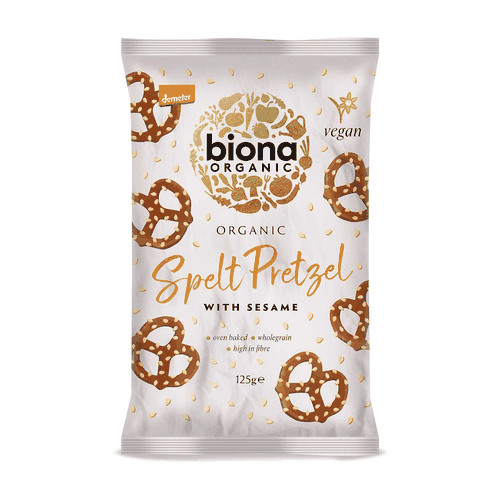 demeter
vegan
biona
ORGANIC
ORGANIC
Spelt Pretzel
WITH SESAME
• oven baked • wholegrain
• high in fibre
125g℮